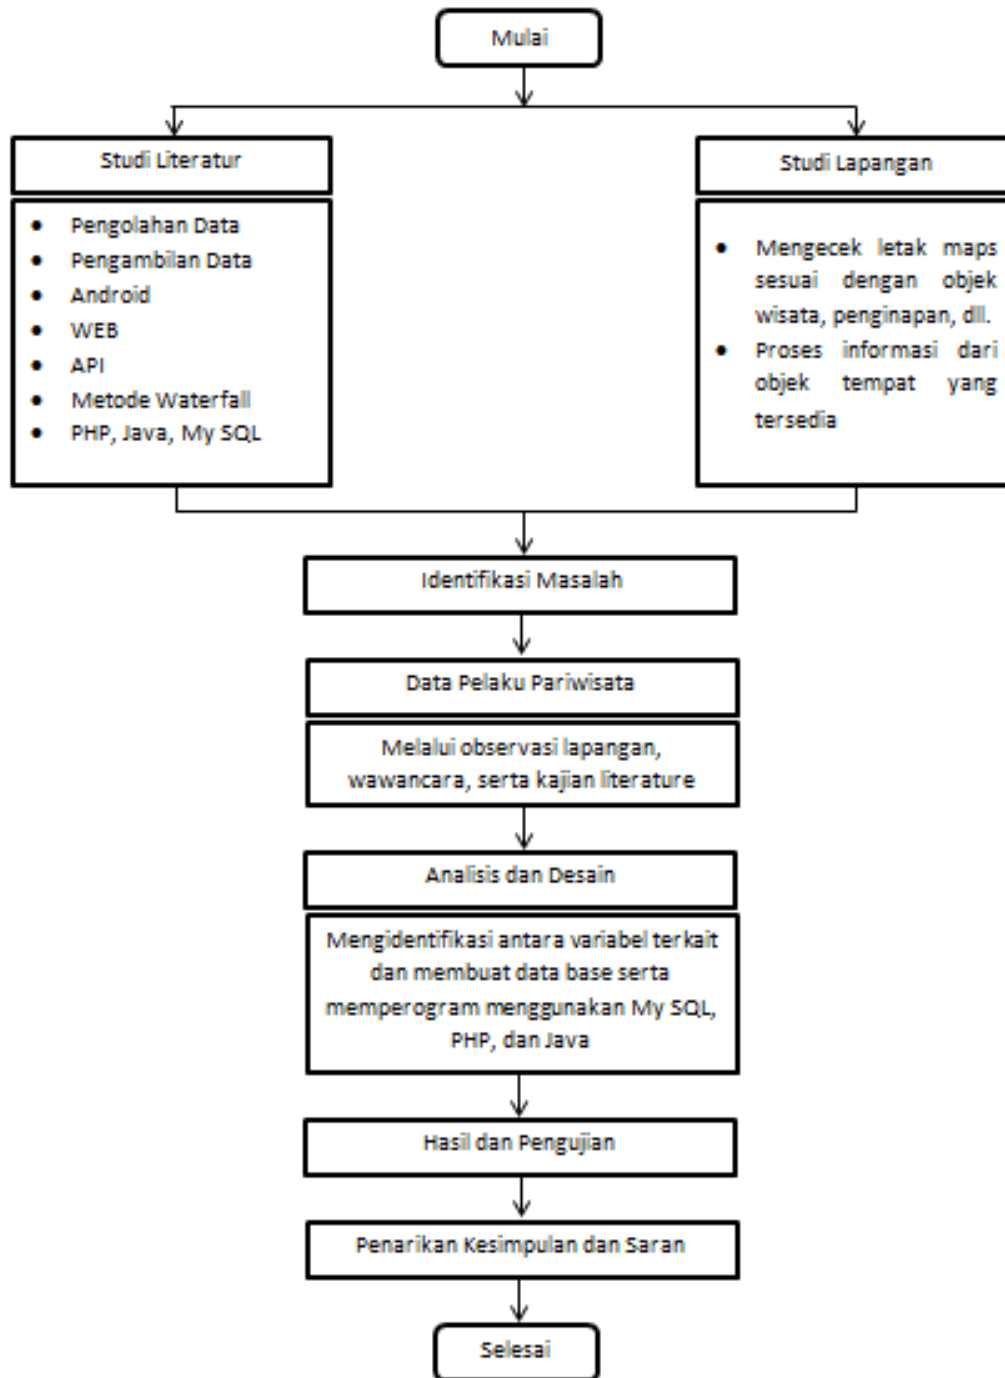 Mulai
Studi Literatur
• Pengolahan Data
• Pengambilan Data
• Android
• WEB
• API
• Metode Waterfall
• PHP, Java, My SQL
Studi Lapangan
• Mengecek letak maps
sesuai dengan objek
wisata, penginapan, dll.
• Proses informasi dari
objek tempat yang
tersedia
Identifikasi Masalah
Data Pelaku Pariwisata
Melalui observasi lapangan,
wawancara, serta kajian literature
Analisis dan Desain
Mengidentifikasi antara variabel terkait
dan membuat data base serta
memperogram menggunakan My SQL,
PHP, dan Java
Hasil dan Pengujian
Penarikan Kesimpulan dan Saran
Selesai